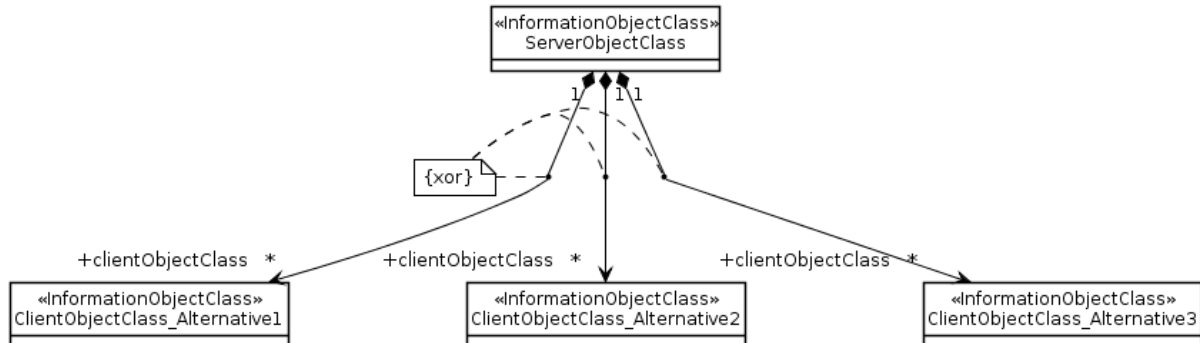 «InformationObjectClass»
ServerObjectClass
1 1 1
{xor}
+clientObjectClass * +clientObjectClass * +clientObjectClass *
«InformationObjectClass» «InformationObjectClass» «InformationObjectClass»
ClientObjectClass_Alternative1 ClientObjectClass_Alternative2 ClientObjectClass_Alternative3